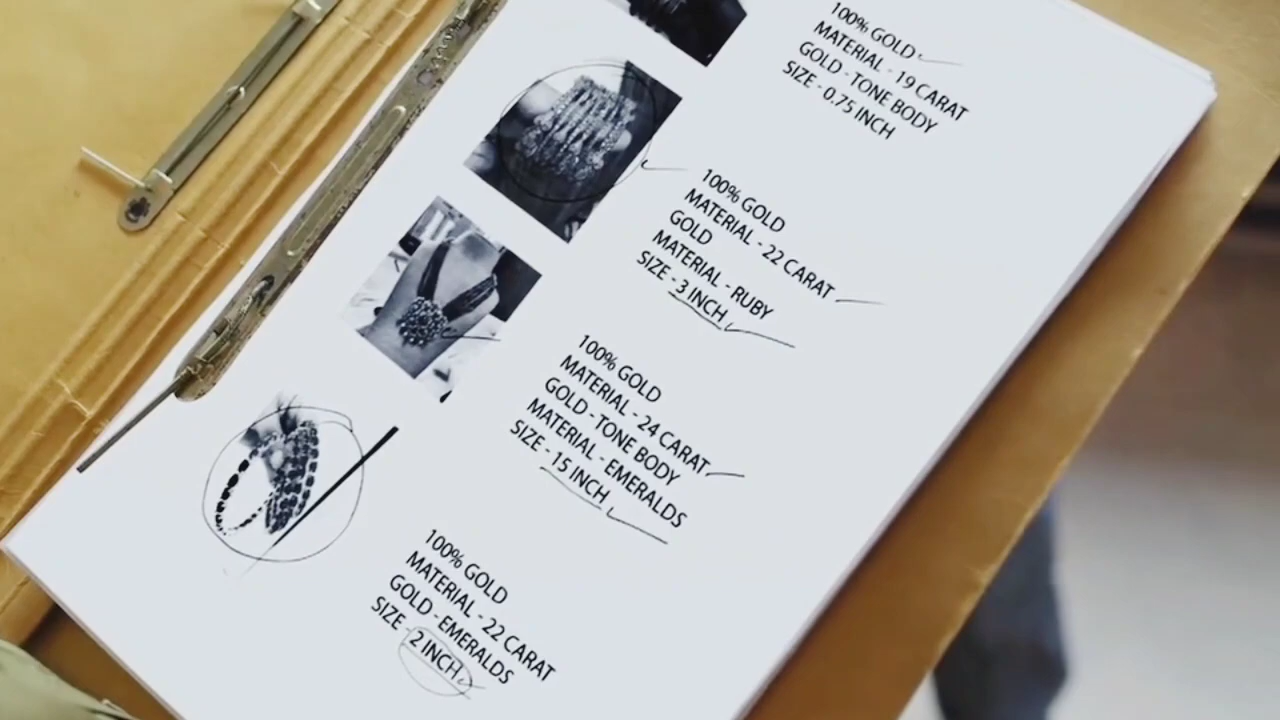 100% GOLD
MATERIAL - 19 CARAT
GOLD - TONE BODY
SIZE - 0.75 INCH
100% GOLD
MATERIAL - 22 CARAT
GOLD
MATERIAL - RUBY
SIZE - 3 INCH
100% GOLD
MATERIAL - 24 CARAT
GOLD - TONE BODY
MATERIAL - EMERALDS
SIZE - 15 INCH
100% GOLD
MATERIAL - 22 CARAT
GOLD - EMERALDS
SIZE - 2 INCH